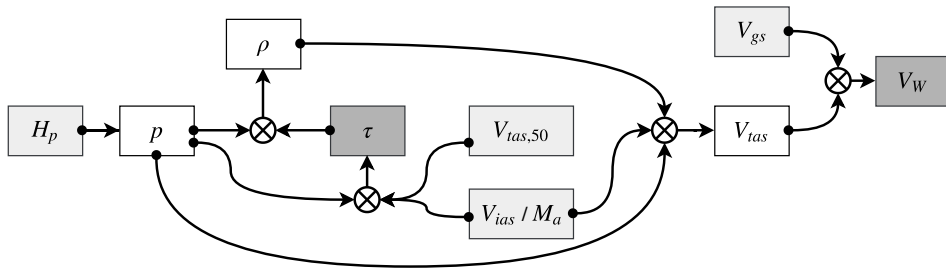 V_gs
ρ
V_W
H_p
p
τ
V_tas,50
V_tas
V_ias / M_a